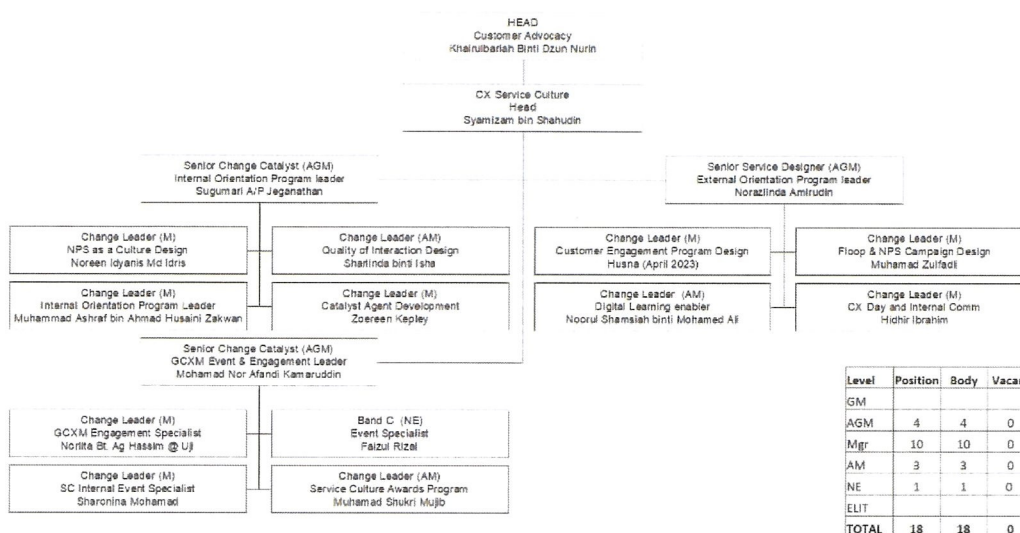 HEAD
Customer Advocacy
Khairulbariah Binti Dzun Nurin
CX Service Culture
Head
Syamizam bin Shahudin
Senior Change Catalyst (AGM)
Internal Orientation Program leader
Sugumari A/P Jeganathan
Senior Service Designer (AGM)
External Orientation Program leader
Norazlinda Amirudin
Change Leader (M)
NPS as a Culture Design
Noreen Idyanis Md Idris
Change Leader (AM)
Quality of Interaction Design
Sharlinda binti Isha
Change Leader (M)
Customer Engagement Program Design
Husna (April 2023)
Change Leader (M)
Floop & NPS Campaign Design
Muhamad Zulfadli
Change Leader (M)
Internal Orientation Program Leader
Muhammad Ashraf bin Ahmad Husaini Zakwan
Change Leader (M)
Catalyst Agent Development
Zoereen Kepley
Change Leader (AM)
Digital Learning enabler
Noorul Shamsiah binti Mohamed Ali
Change Leader (M)
CX Day and Internal Comm
Hidhir Ibrahim
Senior Change Catalyst (AGM)
GCXM Event & Engagement Leader
Mohamad Nor Afandi Kamaruddin
Change Leader (M)
GCXM Engagement Specialist
Norlita Bt. Ag Hassim @ Uji
Band C (NE)
Event Specialist
Faizul Rizal
Change Leader (M)
SC Internal Event Specialist
Sharonina Mohamad
Change Leader (AM)
Service Culture Awards Program
Muhamad Shukri Mujib
Level Position Body Vacan
GM
AGM 4 4 0
Mgr 10 10 0
AM 3 3 0
NE 1 1 0
ELIT
TOTAL 18 18 0